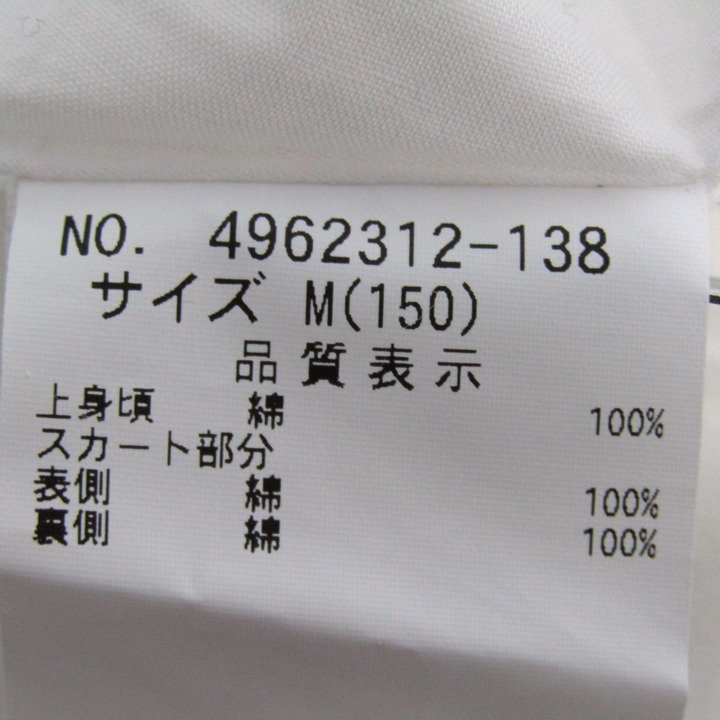 NO. 4962312-138
サイズ M(150)
品質表示
上身頃 綿 100%
スカート部分
表側 綿 100%
裏側 綿 100%